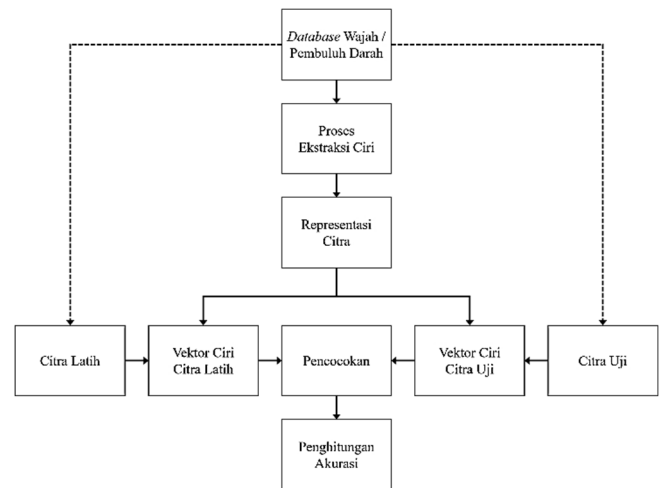 Database Wajah /
Pembuluh Darah
Proses
Ekstraksi Ciri
Representasi
Citra
Citra Latih
Vektor Ciri
Citra Latih
Pencocokan
Vektor Ciri
Citra Uji
Citra Uji
Penghitungan
Akurasi